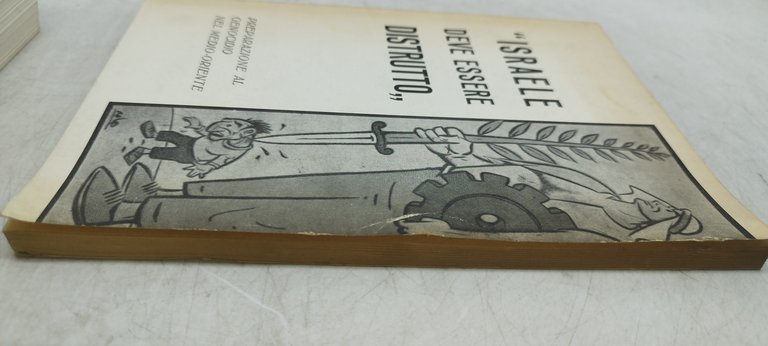 “ISRAELE
DEVE ESSERE
DISTRUTTO„
PREPARAZIONE AL
GENOCIDIO
NEL MEDIO-ORIENTE